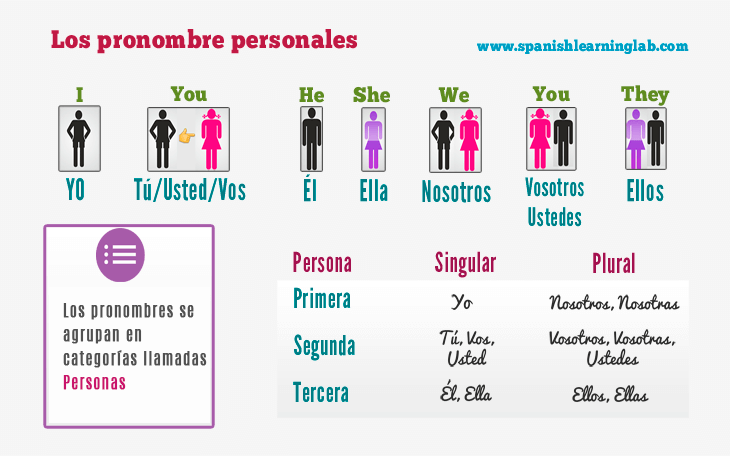 Los pronombre personales
www.spanishlearninglab.com
I You He She We You They
YO Tú/Usted/Vos Él Ella Nosotros Vosotros Ellos
Ustedes
Los pronombres se
agrupan en
categorías llamadas
Personas
Persona Singular Plural
Primera Yo Nosotros, Nosotras
Segunda Tú, Vos, Vosotros, Vosotras,
Usted Ustedes
Tercera Él, Ella Ellos, Ellas